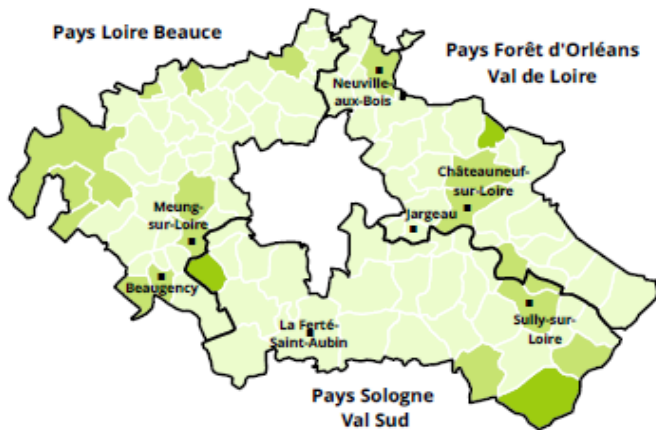 Pays Loire Beauce
Pays Forêt d'Orléans
Val de Loire
Neuville-
aux-Bois
Châteauneuf-
sur-Loire
Meung-
sur-Loire
Jargeau
Beaugency
La Ferté-
Saint-Aubin
Sully-sur-
Loire
Pays Sologne
Val Sud